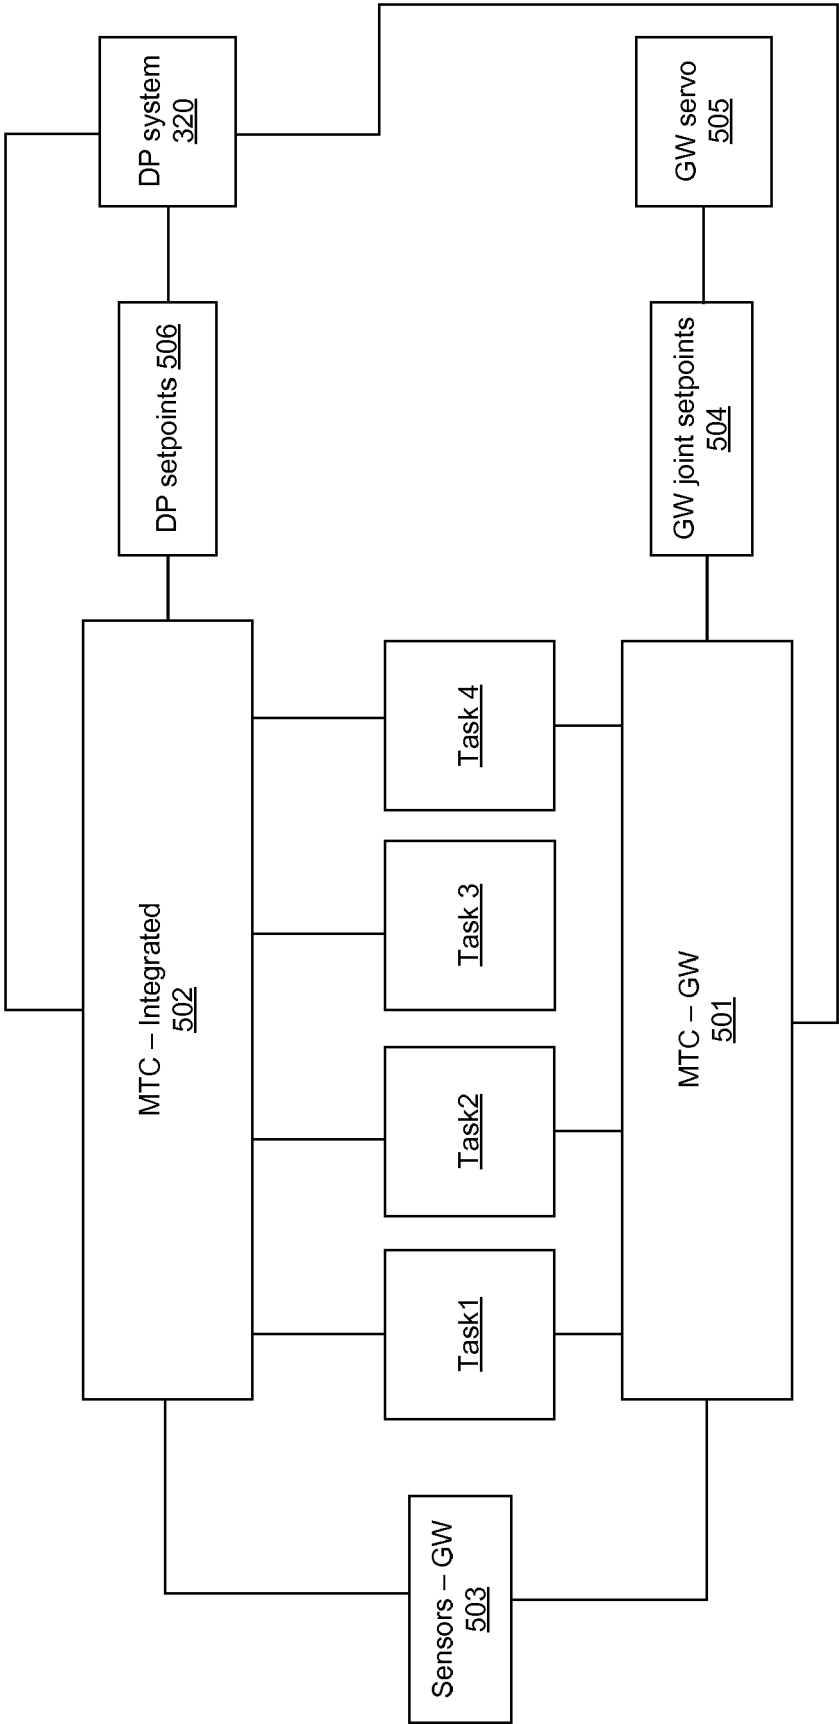 MTC – Integrated
502
DP setpoints 506
DP system
320
Sensors – GW
503
Task1
Task2
Task 3
Task 4
MTC – GW
501
GW joint setpoints
504
GW servo
505